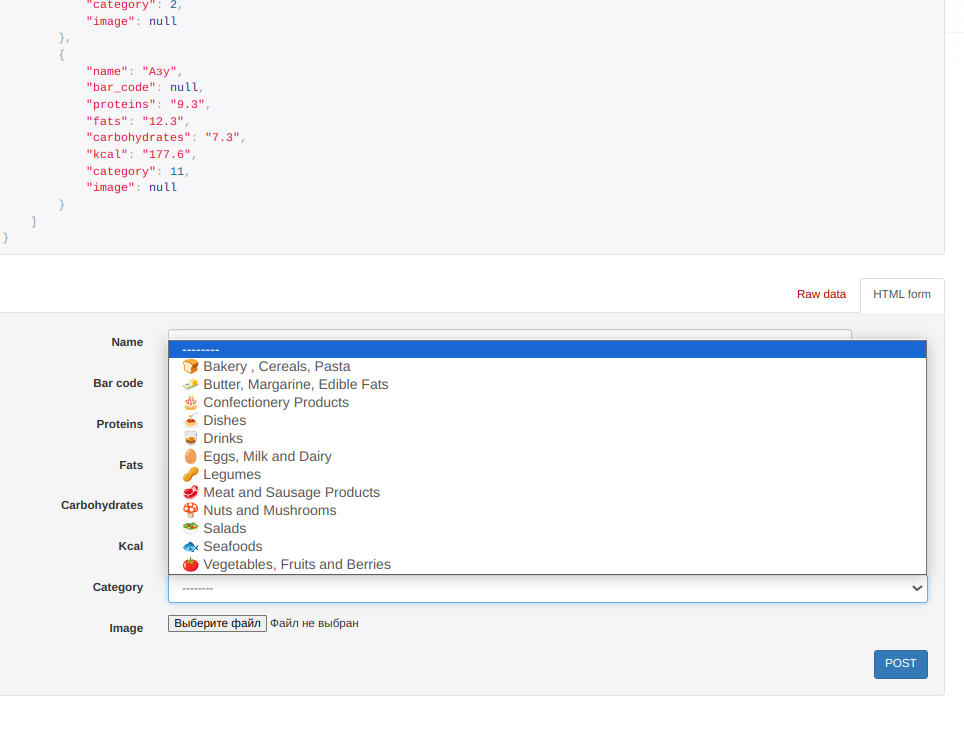 "category": 2,
"image": null
},
{
"name": "Азу",
"bar_code": null,
"proteins": "9.3",
"fats": "12.3",
"carbohydrates": "7.3",
"kcal": "177.6",
"category": 11,
"image": null
}
]
}
Raw data
HTML form
Name
--------
🍞 Bakery , Cereals, Pasta
Bar code
🧈 Butter, Margarine, Edible Fats
🎂 Confectionery Products
Proteins
🍝 Dishes
🥃 Drinks
Fats
🥚 Eggs, Milk and Dairy
🥜 Legumes
🥩 Meat and Sausage Products
Carbohydrates
🍄 Nuts and Mushrooms
🥗 Salads
Kcal
🐟 Seafoods
🍅 Vegetables, Fruits and Berries
Category
--------
Image
Выберите файл Файл не выбран
POST